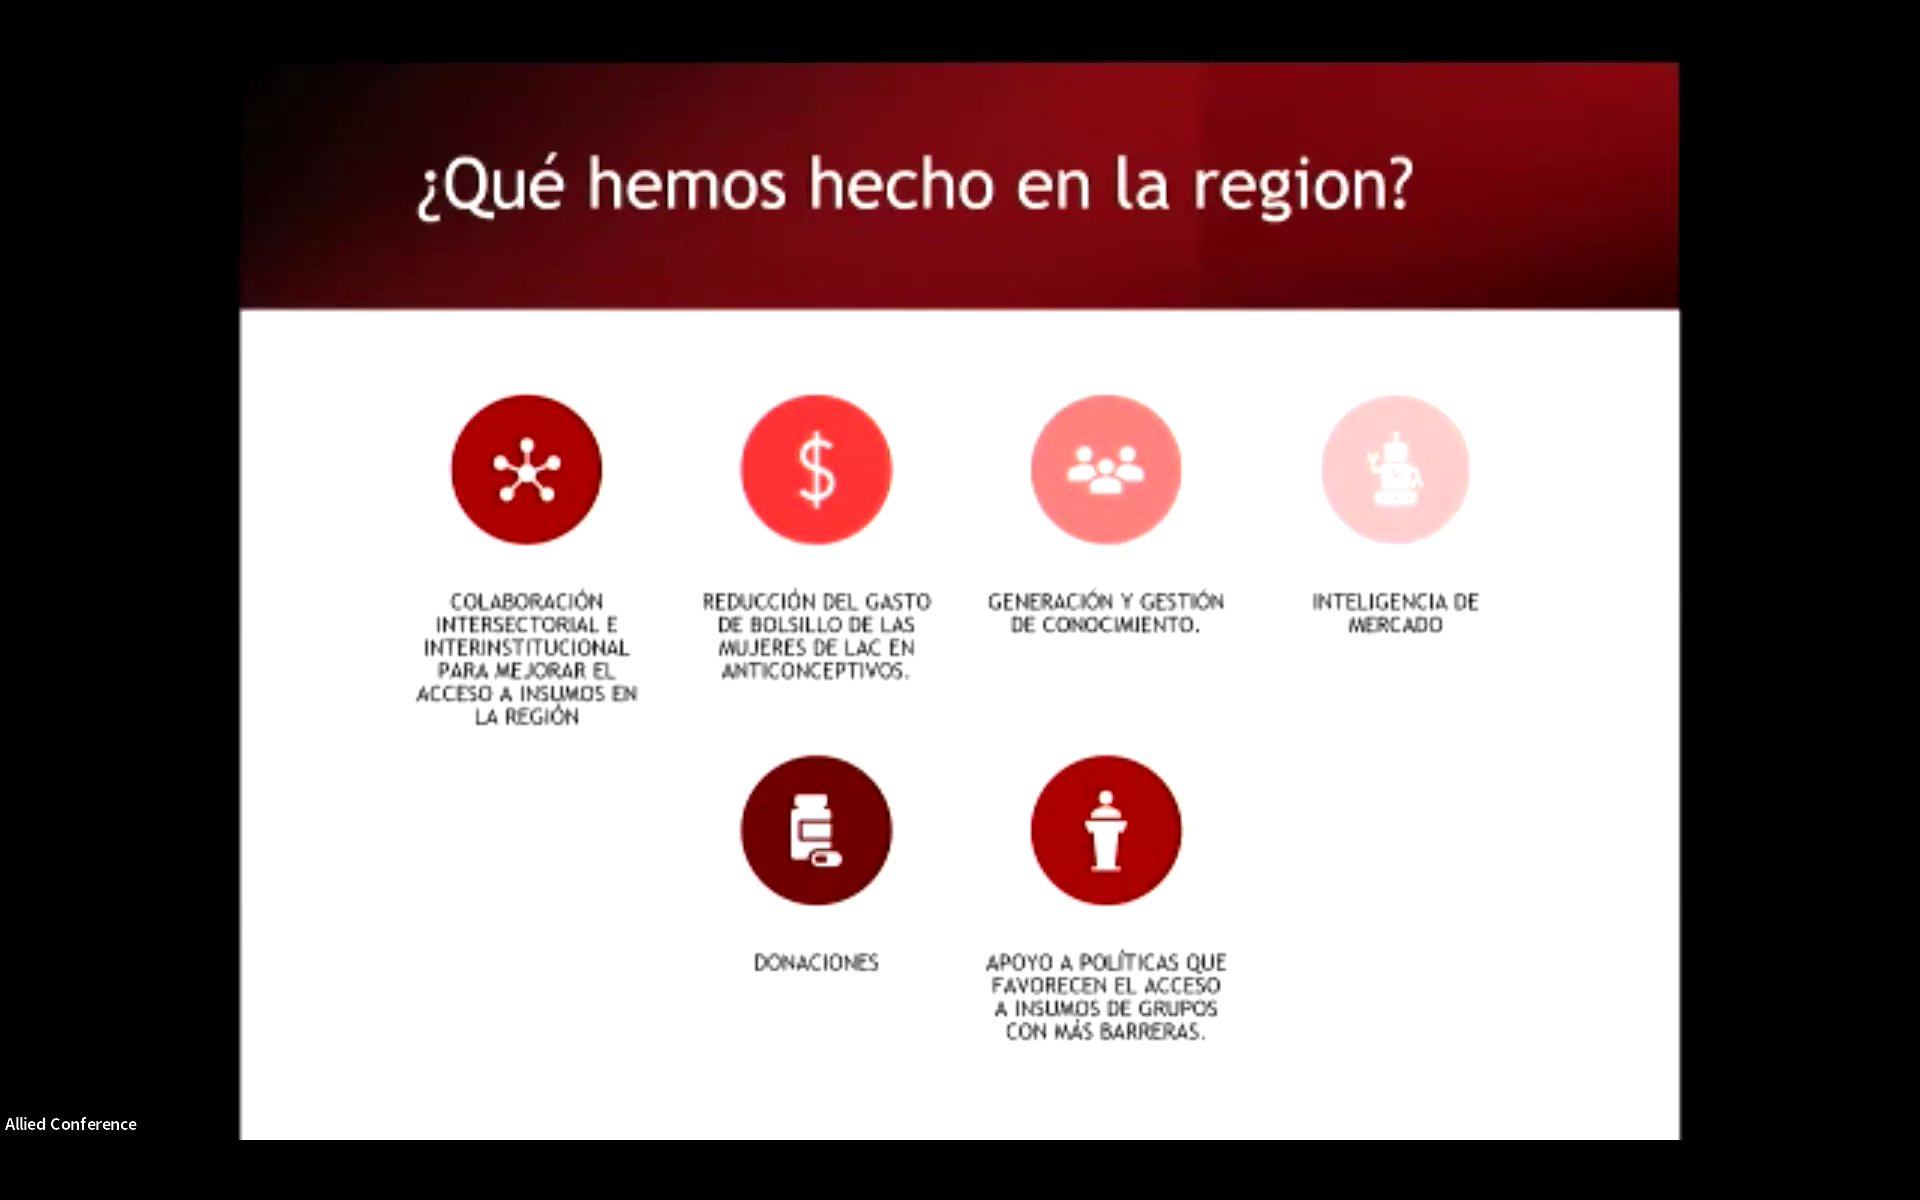 ¿Qué hemos hecho en la region?
COLABORACIÓN
INTERSECTORIAL E
INTERINSTITUCIONAL
PARA MEJORAR EL
ACCESO A INSUMOS EN
LA REGIÓN
REDUCCIÓN DEL GASTO
DE BOLSILLO DE LAS
MUJERES DE LAC EN
ANTICONCEPTIVOS.
GENERACIÓN Y GESTIÓN
DE CONOCIMIENTO.
INTELIGENCIA DE
MERCADO
DONACIONES
APOYO A POLÍTICAS QUE
FAVORECEN EL ACCESO
A INSUMOS DE GRUPOS
CON MÁS BARRERAS.
Allied Conference